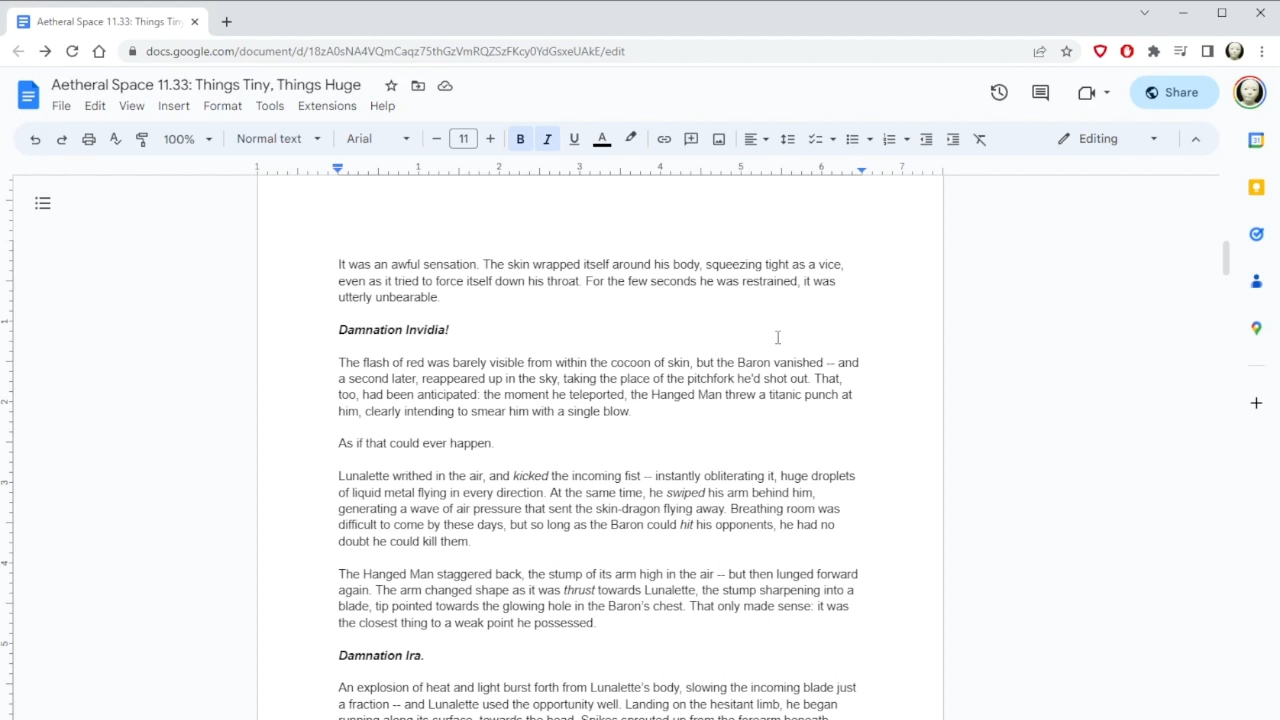 Aetheral Space 11.33: Things Tiny
docs.google.com/document/d/18zA0sNA4VQmCaqz75thGzVmRQZSzFKcy0YdGsxeUAkE/edit
Aetheral Space 11.33: Things Tiny, Things Huge
File Edit View Insert Format Tools Extensions Help
Share
100% Normal text Arial 11 B I U A Editing
1 1 2 3 4 5 6 7
It was an awful sensation. The skin wrapped itself around his body, squeezing tight as a vice,
even as it tried to force itself down his throat. For the few seconds he was restrained, it was
utterly unbearable.
Damnation Invidia!
The flash of red was barely visible from within the cocoon of skin, but the Baron vanished -- and
a second later, reappeared up in the sky, taking the place of the pitchfork he'd shot out. That,
too, had been anticipated: the moment he teleported, the Hanged Man threw a titanic punch at
him, clearly intending to smear him with a single blow.
As if that could ever happen.
Lunalette writhed in the air, and kicked the incoming fist -- instantly obliterating it, huge droplets
of liquid metal flying in every direction. At the same time, he swiped his arm behind him,
generating a wave of air pressure that sent the skin-dragon flying away. Breathing room was
difficult to come by these days, but so long as the Baron could hit his opponents, he had no
doubt he could kill them.
The Hanged Man staggered back, the stump of its arm high in the air -- but then lunged forward
again. The arm changed shape as it was thrust towards Lunalette, the stump sharpening into a
blade, tip pointed towards the glowing hole in the Baron's chest. That only made sense: it was
the closest thing to a weak point he possessed.
Damnation Ira.
An explosion of heat and light burst forth from Lunalette's body, slowing the incoming blade just
a fraction -- and Lunalette used the opportunity well. Landing on the hesitant limb, he began
running along its surface, towards the head. Spikes sprouted up from the forearm beneath
1
2
3
4
5
31